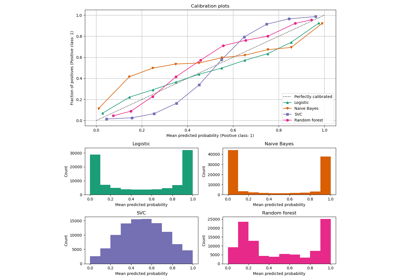 Calibration plots
1.0
0.8
0.6
0.4
0.2
0.0
Fraction of positives (Positive class: 1)
Perfectly calibrated
Logistic
Naive Bayes
SVC
Random forest
0.0 0.2 0.4 0.6 0.8 1.0
Mean predicted probability (Positive class: 1)
Logistic
30000
20000
10000
0
Count
0.0 0.2 0.4 0.6 0.8 1.0
Mean predicted probability
Naive Bayes
40000
30000
20000
10000
0
Count
0.0 0.2 0.4 0.6 0.8 1.0
Mean predicted probability
SVC
15000
10000
5000
0
Count
0.0 0.2 0.4 0.6 0.8 1.0
Mean predicted probability
Random forest
25000
20000
15000
10000
5000
0
Count
0.0 0.2 0.4 0.6 0.8 1.0
Mean predicted probability